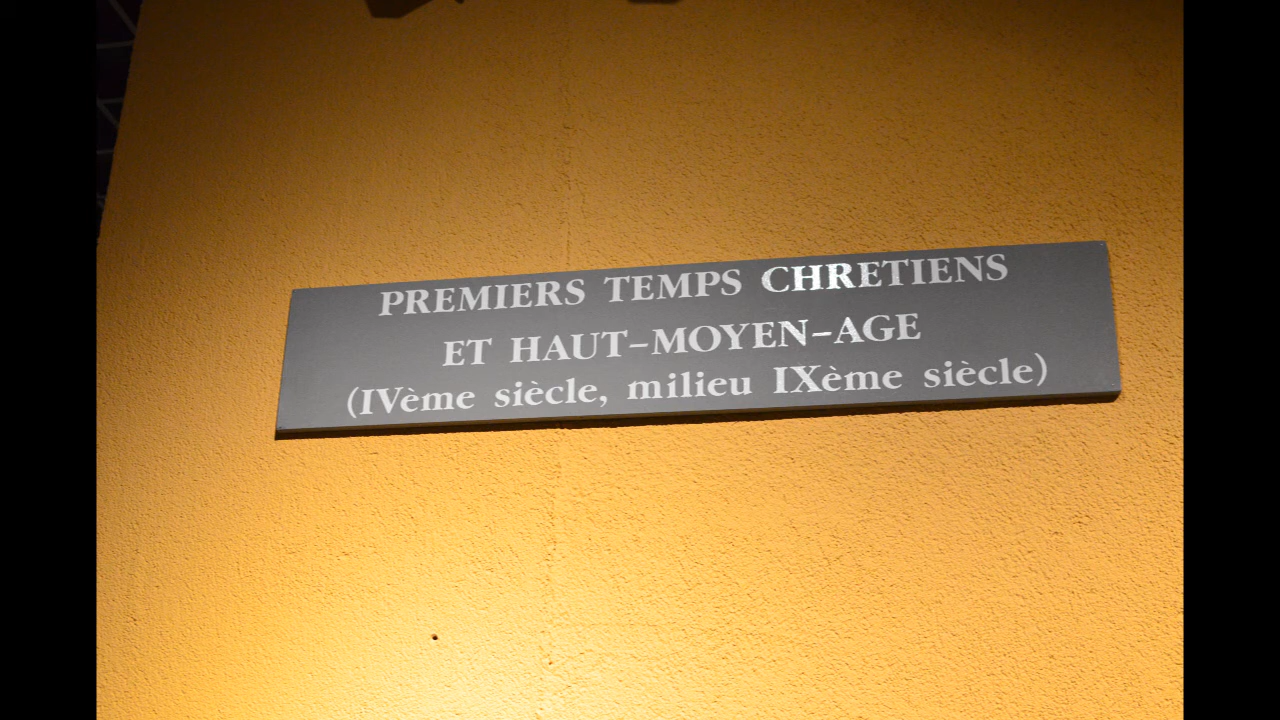 PREMIERS TEMPS CHRETIENS
ET HAUT-MOYEN-AGE
(IVème siècle, milieu IXème siècle)